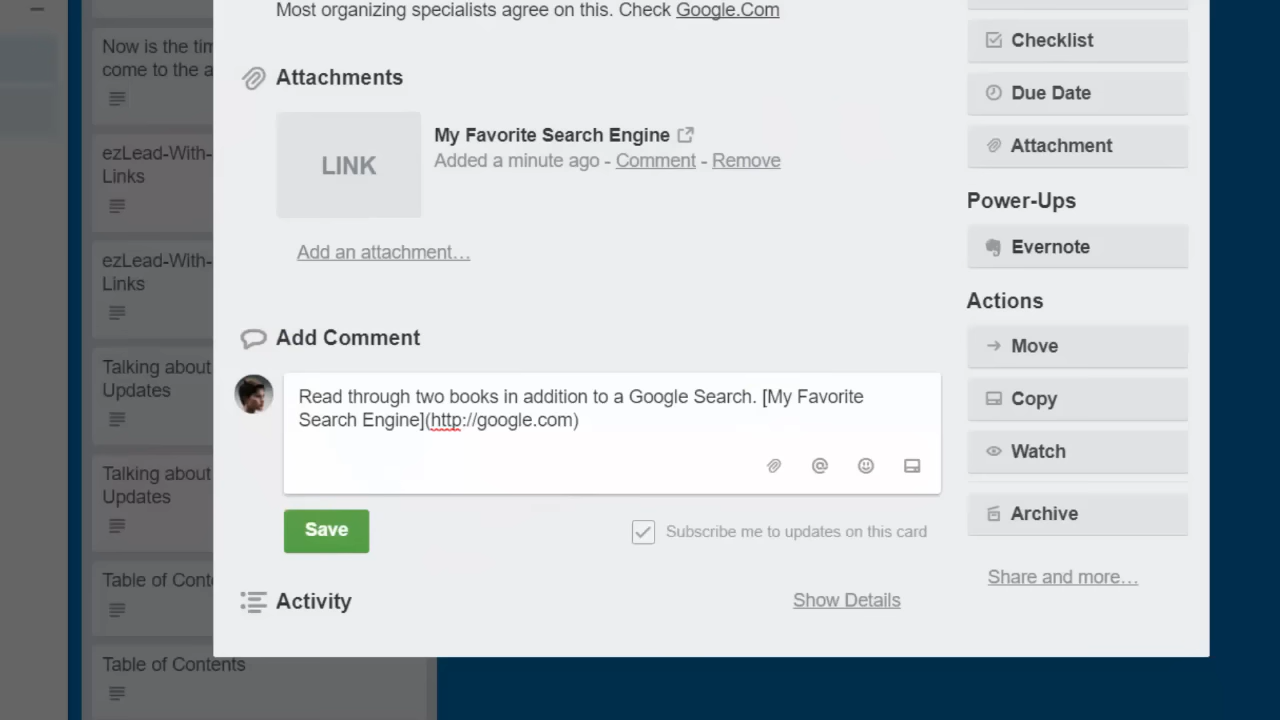 Most organizing specialists agree on this. Check Google.Com
Now is the tim
come to the a
ezLead-With-
Links
ezLead-With-
Links
Talking about
Updates
Talking about
Updates
Table of Conte
Table of Contents
Attachments
LINK
My Favorite Search Engine
Added a minute ago - Comment - Remove
Add an attachment…
Add Comment
Read through two books in addition to a Google Search. [My Favorite
Search Engine](http://google.com)
Save
Subscribe me to updates on this card
Activity
Show Details
Checklist
Due Date
Attachment
Power-Ups
Evernote
Actions
Move
Copy
Watch
Archive
Share and more…